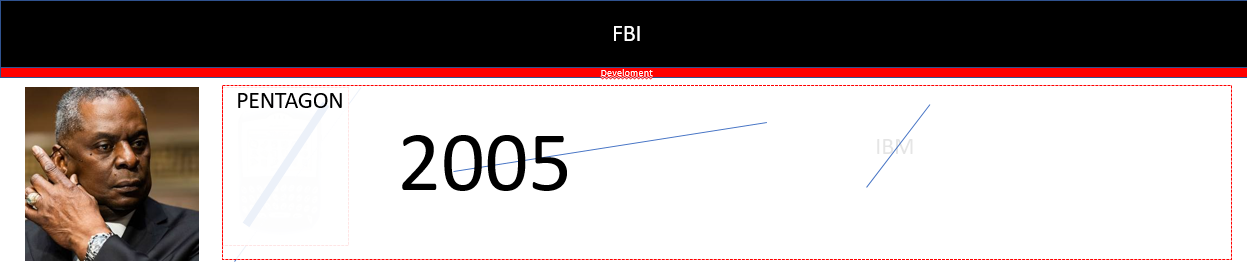 FBI
Develoment
PENTAGON
2005
IBM